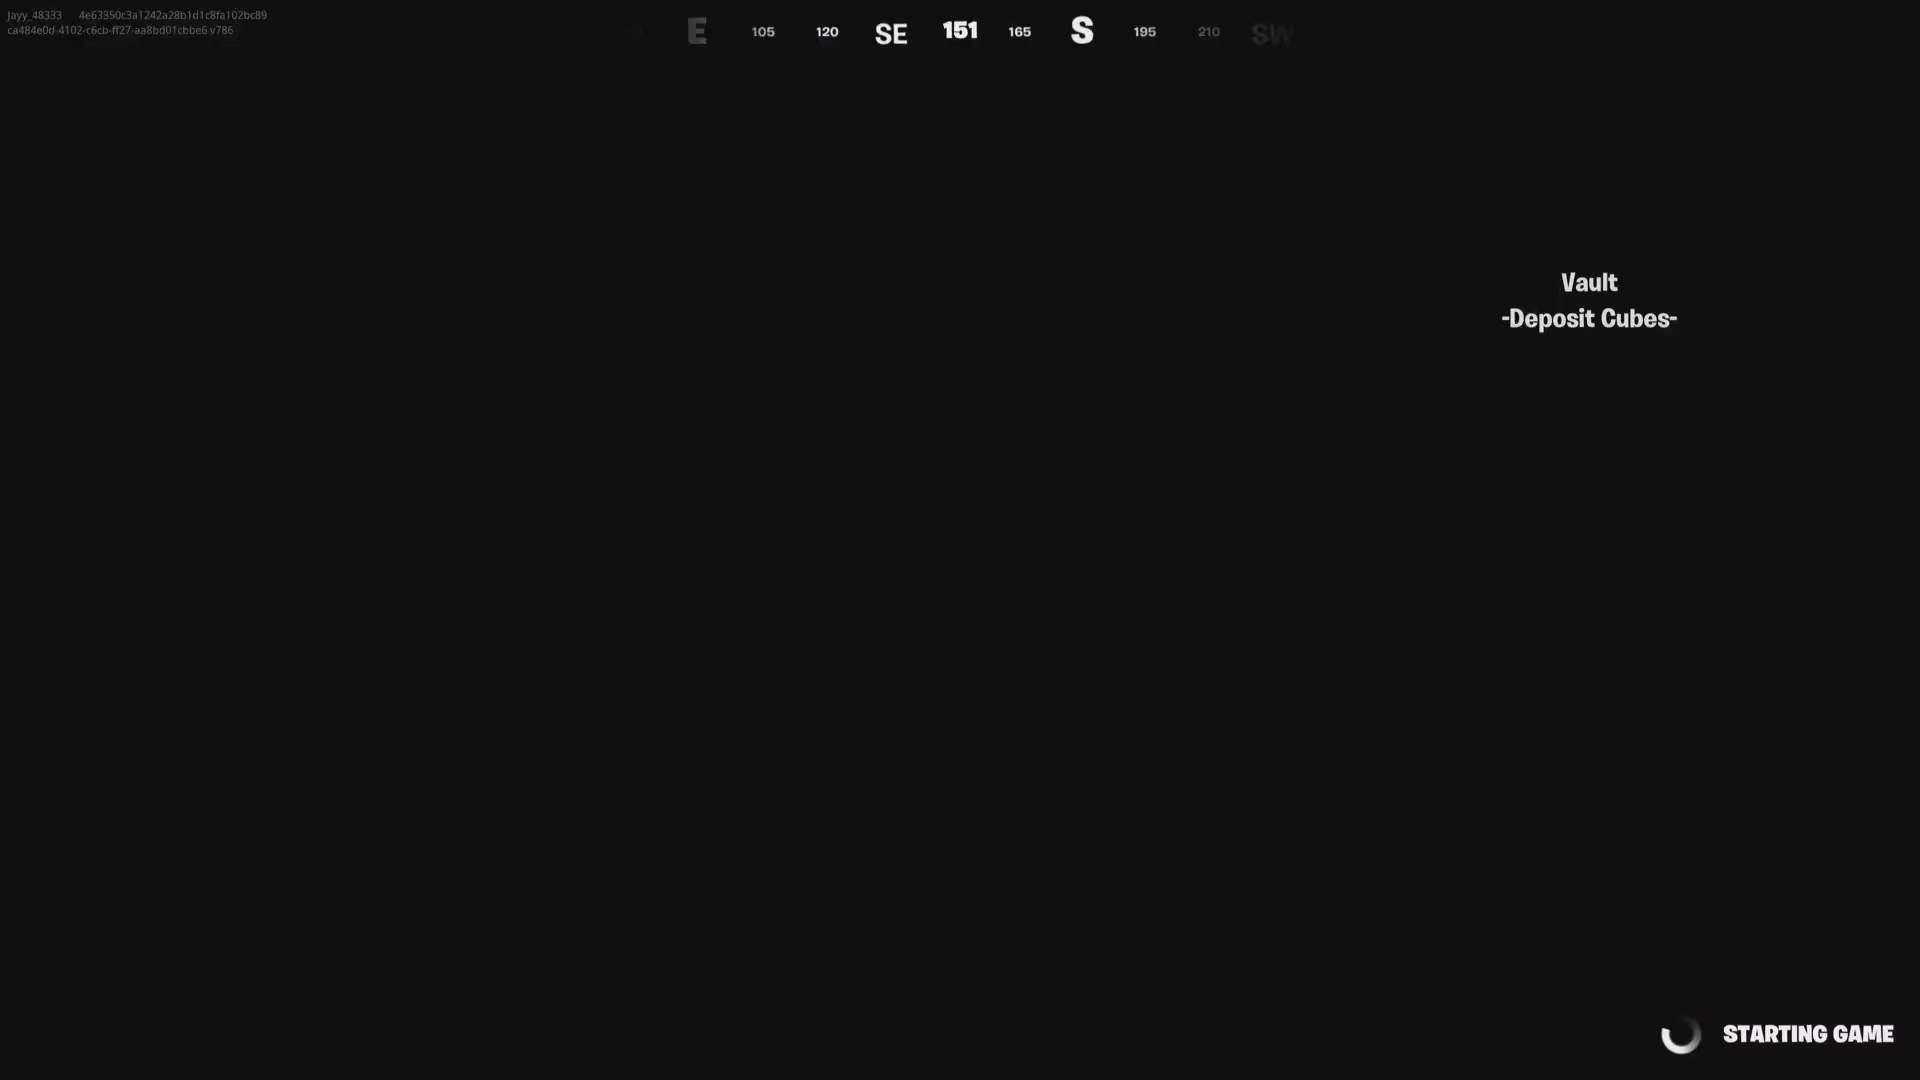 Jayy_48333 4e63350c3a1242a28b1d1c8fa102bc89
ca484e0d-4102-c6cb-ff27-aa8bd01cbbe6 v786
E 105 120 SE 151 165 S 195 210 SW
Vault
-Deposit Cubes-
STARTING GAME